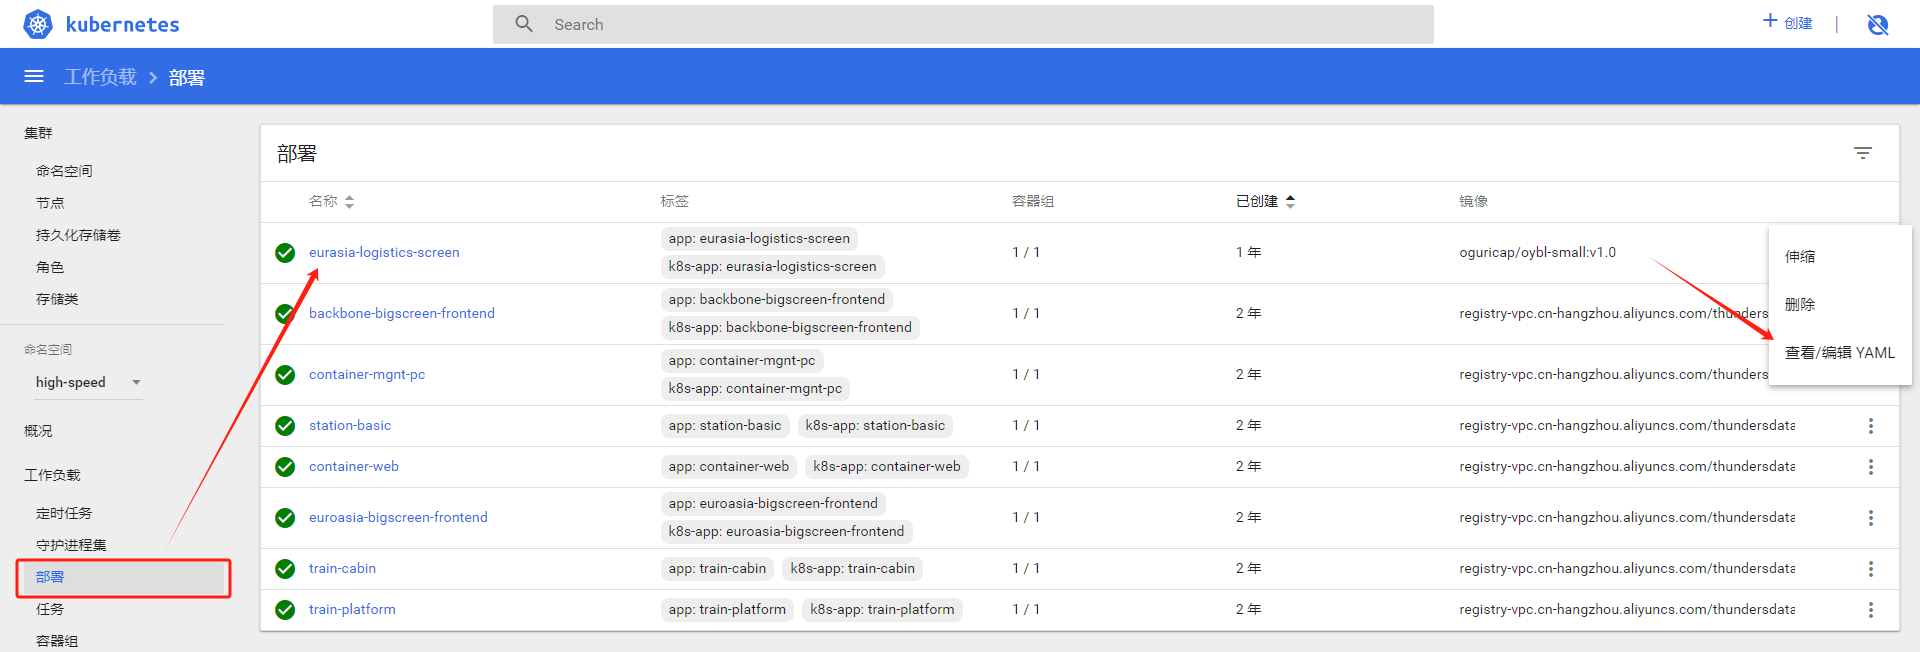 kubernetes
Search
创建
工作负载 部署
集群
命名空间
节点
持久化存储卷
角色
存储类
命名空间
high-speed
概况
工作负载
定时任务
守护进程集
部署
任务
容器组
部署
名称 标签 容器组 已创建 镜像
eurasia-logistics-screen
app: eurasia-logistics-screen
k8s-app: eurasia-logistics-screen
1 / 1
1 年
oguricap/oybl-small:v1.0
backbone-bigscreen-frontend
app: backbone-bigscreen-frontend
k8s-app: backbone-bigscreen-frontend
1 / 1
2 年
registry-vpc.cn-hangzhou.aliyuncs.com/thundersd
container-mgnt-pc
app: container-mgnt-pc
k8s-app: container-mgnt-pc
1 / 1
2 年
registry-vpc.cn-hangzhou.aliyuncs.com/thundersd
station-basic
app: station-basic k8s-app: station-basic
1 / 1
2 年
registry-vpc.cn-hangzhou.aliyuncs.com/thundersdata
container-web
app: container-web k8s-app: container-web
1 / 1
2 年
registry-vpc.cn-hangzhou.aliyuncs.com/thundersdata
euroasia-bigscreen-frontend
app: euroasia-bigscreen-frontend
k8s-app: euroasia-bigscreen-frontend
1 / 1
2 年
registry-vpc.cn-hangzhou.aliyuncs.com/thundersdata
train-cabin
app: train-cabin k8s-app: train-cabin
1 / 1
2 年
registry-vpc.cn-hangzhou.aliyuncs.com/thundersdata
train-platform
app: train-platform k8s-app: train-platform
1 / 1
2 年
registry-vpc.cn-hangzhou.aliyuncs.com/thundersdata
伸缩
删除
查看/编辑 YAML